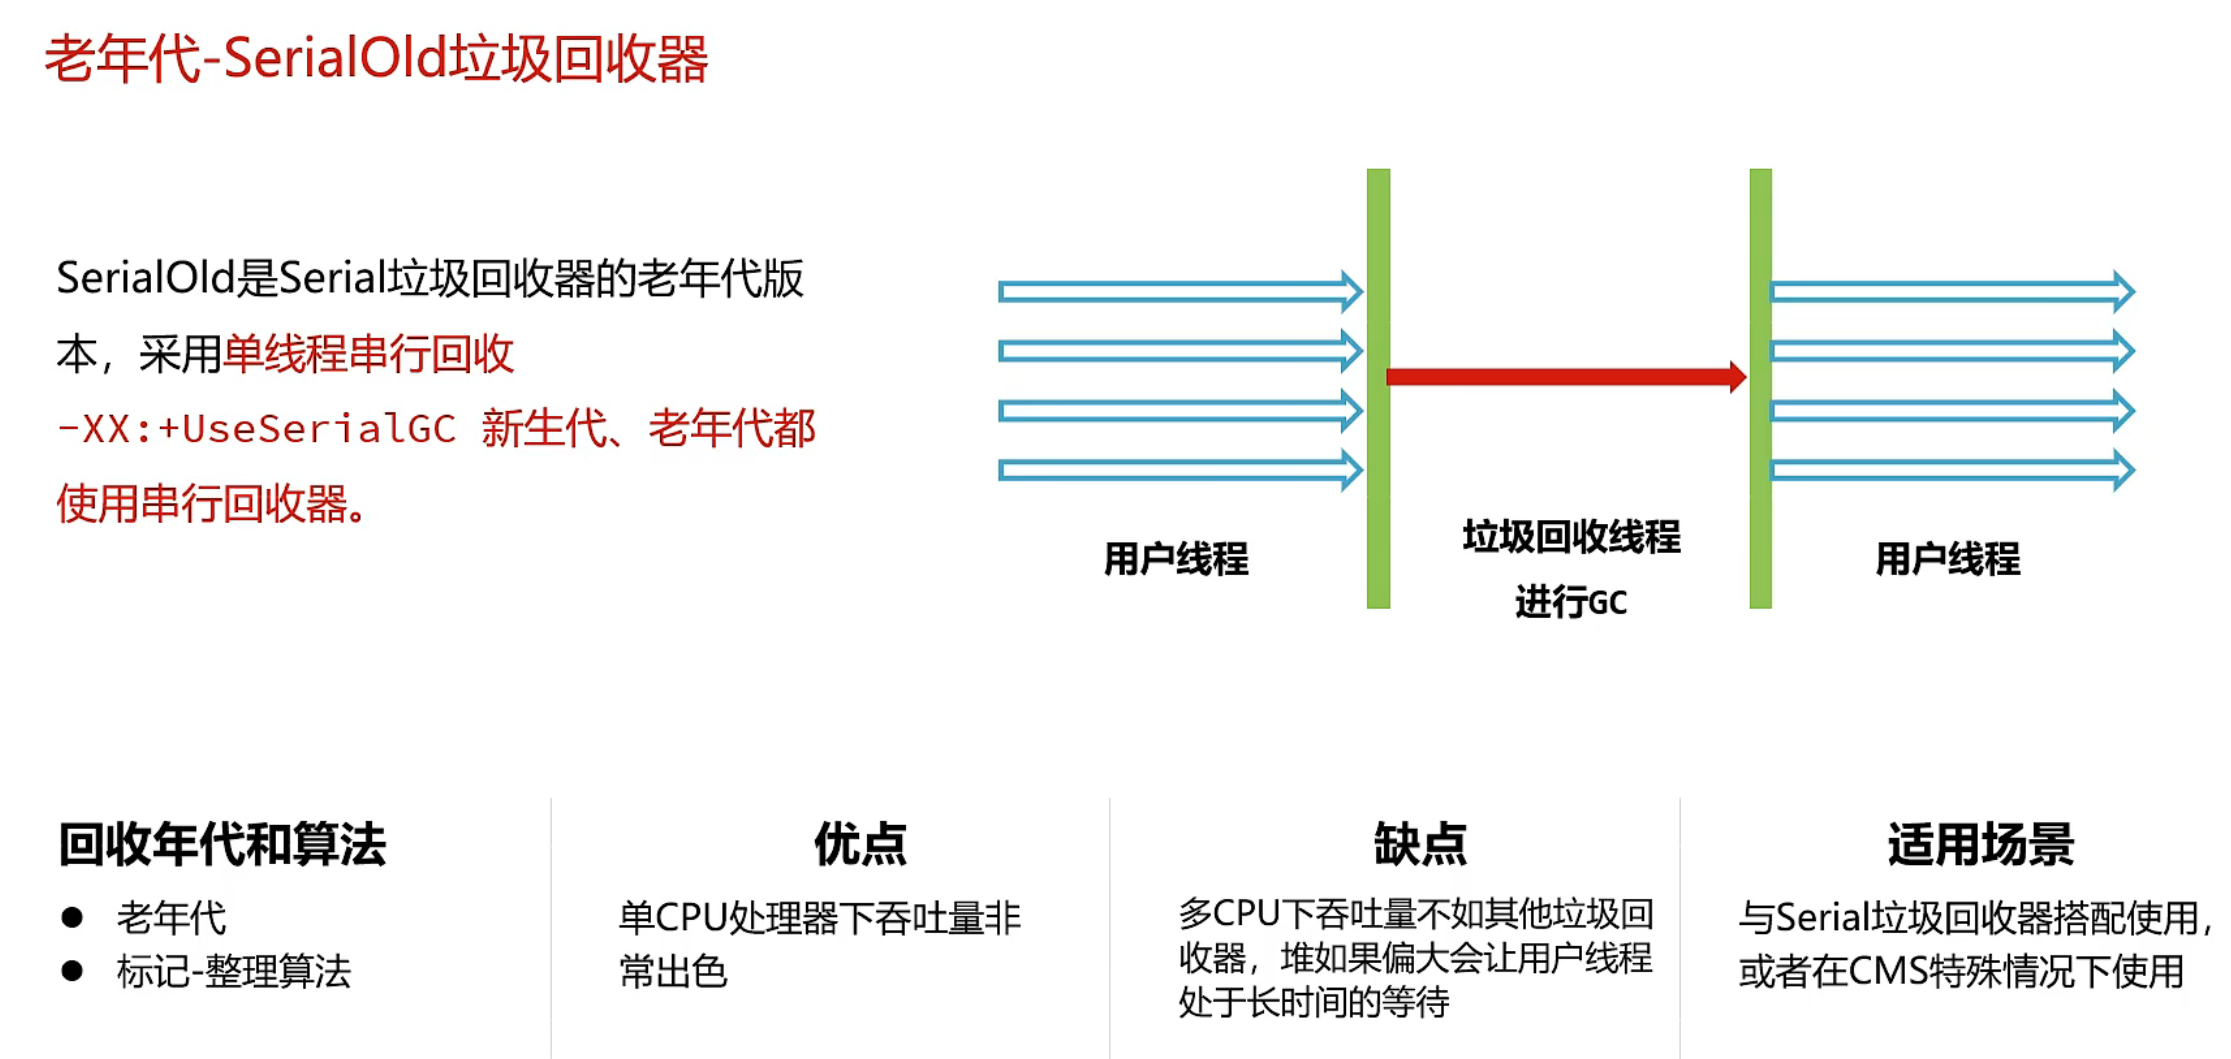 老年代-SerialOld垃圾回收器
SerialOld是Serial垃圾回收器的老年代版
本，采用单线程串行回收
-XX:+UseSerialGC 新生代、老年代都
使用串行回收器。
用户线程
垃圾回收线程
进行GC
用户线程
回收年代和算法
● 老年代
● 标记-整理算法
优点
单CPU处理器下吞吐量非
常出色
缺点
多CPU下吞吐量不如其他垃圾回
收器，堆如果偏大会让用户线程
处于长时间的等待
适用场景
与Serial垃圾回收器搭配使用，
或者在CMS特殊情况下使用